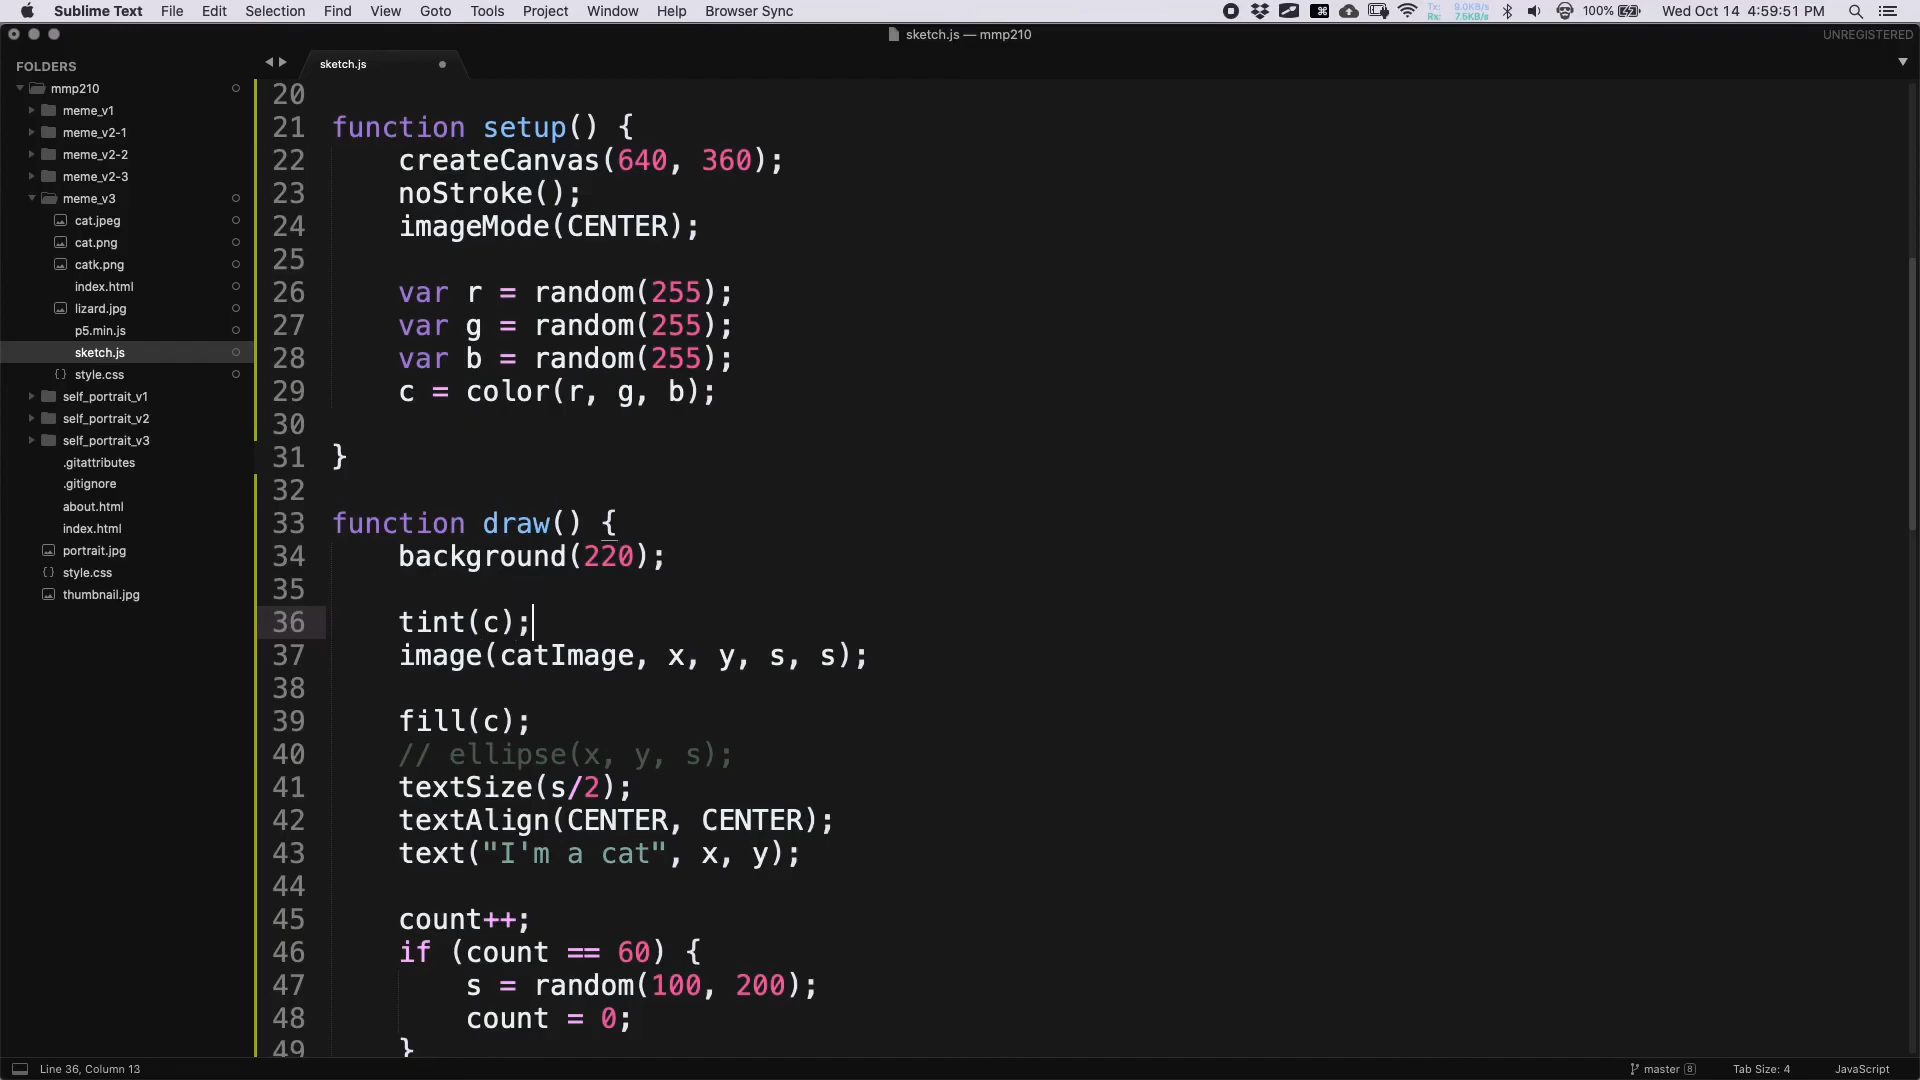 Sublime Text File Edit Selection Find View Goto Tools Project Window Help Browser Sync Tx: 9.0KB/s Rx: 7.5KB/s 100% Wed Oct 14 4:59:51 PM
sketch.js — mmp210 UNREGISTERED
FOLDERS
mmp210
meme_v1
meme_v2-1
meme_v2-2
meme_v2-3
meme_v3
cat.jpeg
cat.png
catk.png
index.html
lizard.jpg
p5.min.js
sketch.js
style.css
self_portrait_v1
self_portrait_v2
self_portrait_v3
.gitattributes
.gitignore
about.html
index.html
portrait.jpg
style.css
thumbnail.jpg
sketch.js
20
21 function setup() {
22 createCanvas(640, 360);
23 noStroke();
24 imageMode(CENTER);
25
26 var r = random(255);
27 var g = random(255);
28 var b = random(255);
29 c = color(r, g, b);
30
31 }
32
33 function draw() {
34 background(220);
35
36 tint(c);
37 image(catImage, x, y, s, s);
38
39 fill(c);
40 // ellipse(x, y, s);
41 textSize(s/2);
42 textAlign(CENTER, CENTER);
43 text("I'm a cat", x, y);
44
45 count++;
46 if (count == 60) {
47 s = random(100, 200);
48 count = 0;
49 }
Line 36, Column 13 master 8 Tab Size: 4 JavaScript